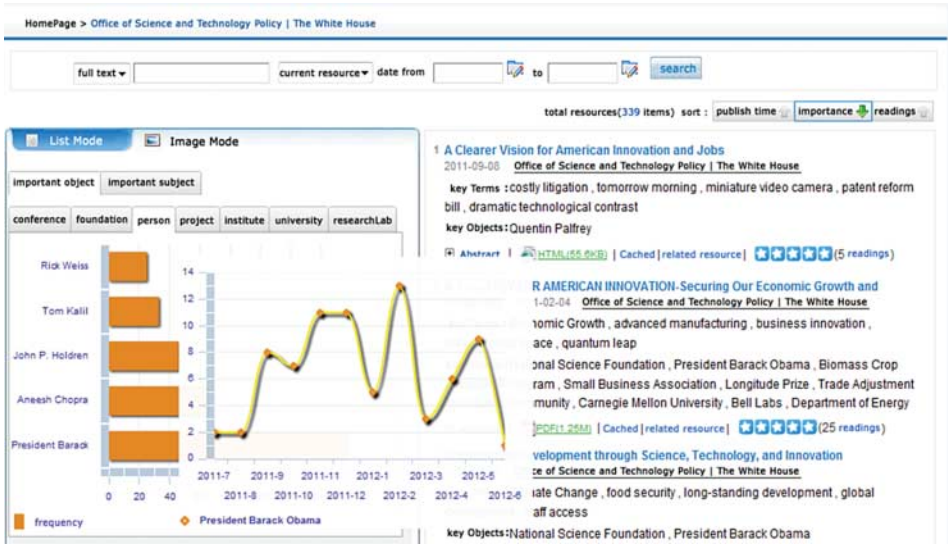 HomePage > Office of Science and Technology Policy | The White House
full text current resource date from to search
total resources(339 items) sort : publish time importance readings
List Mode Image Mode
important object important subject
conference foundation person project institute university researchLab
Rick Weiss
Tom Kalil
John P. Holdren
Aneesh Chopra
President Barack
0 20 40
frequency
14
12
10
8
6
4
2
0
2011-7 2011-9 2011-11 2012-1 2012-3 2012-5
2011-8 2011-10 2011-12 2012-2 2012-4 2012-6
President Barack Obama
1 A Clearer Vision for American Innovation and Jobs
2011-09-08 Office of Science and Technology Policy | The White House
key Terms :costly litigation , tomorrow morning , miniature video camera , patent reform
bill , dramatic technological contrast
key Objects:Quentin Palfrey
Abstract | HTML(55.6KB) | Cached|related resource| (5 readings)
R AMERICAN INNOVATION-Securing Our Economic Growth and
1-02-04 Office of Science and Technology Policy | The White House
nomic Growth , advanced manufacturing , business innovation ,
ace , quantum leap
onal Science Foundation , President Barack Obama , Biomass Crop
ram , Small Business Association , Longitude Prize , Trade Adjustment
munity , Carnegie Mellon University , Bell Labs , Department of Energy
PDF(1.25M) | Cached|related resource| (25 readings)
velopment through Science, Technology, and Innovation
ce of Science and Technology Policy | The White House
ate Change , food security , long-standing development , global
aff access
key Objects:National Science Foundation , President Barack Obama